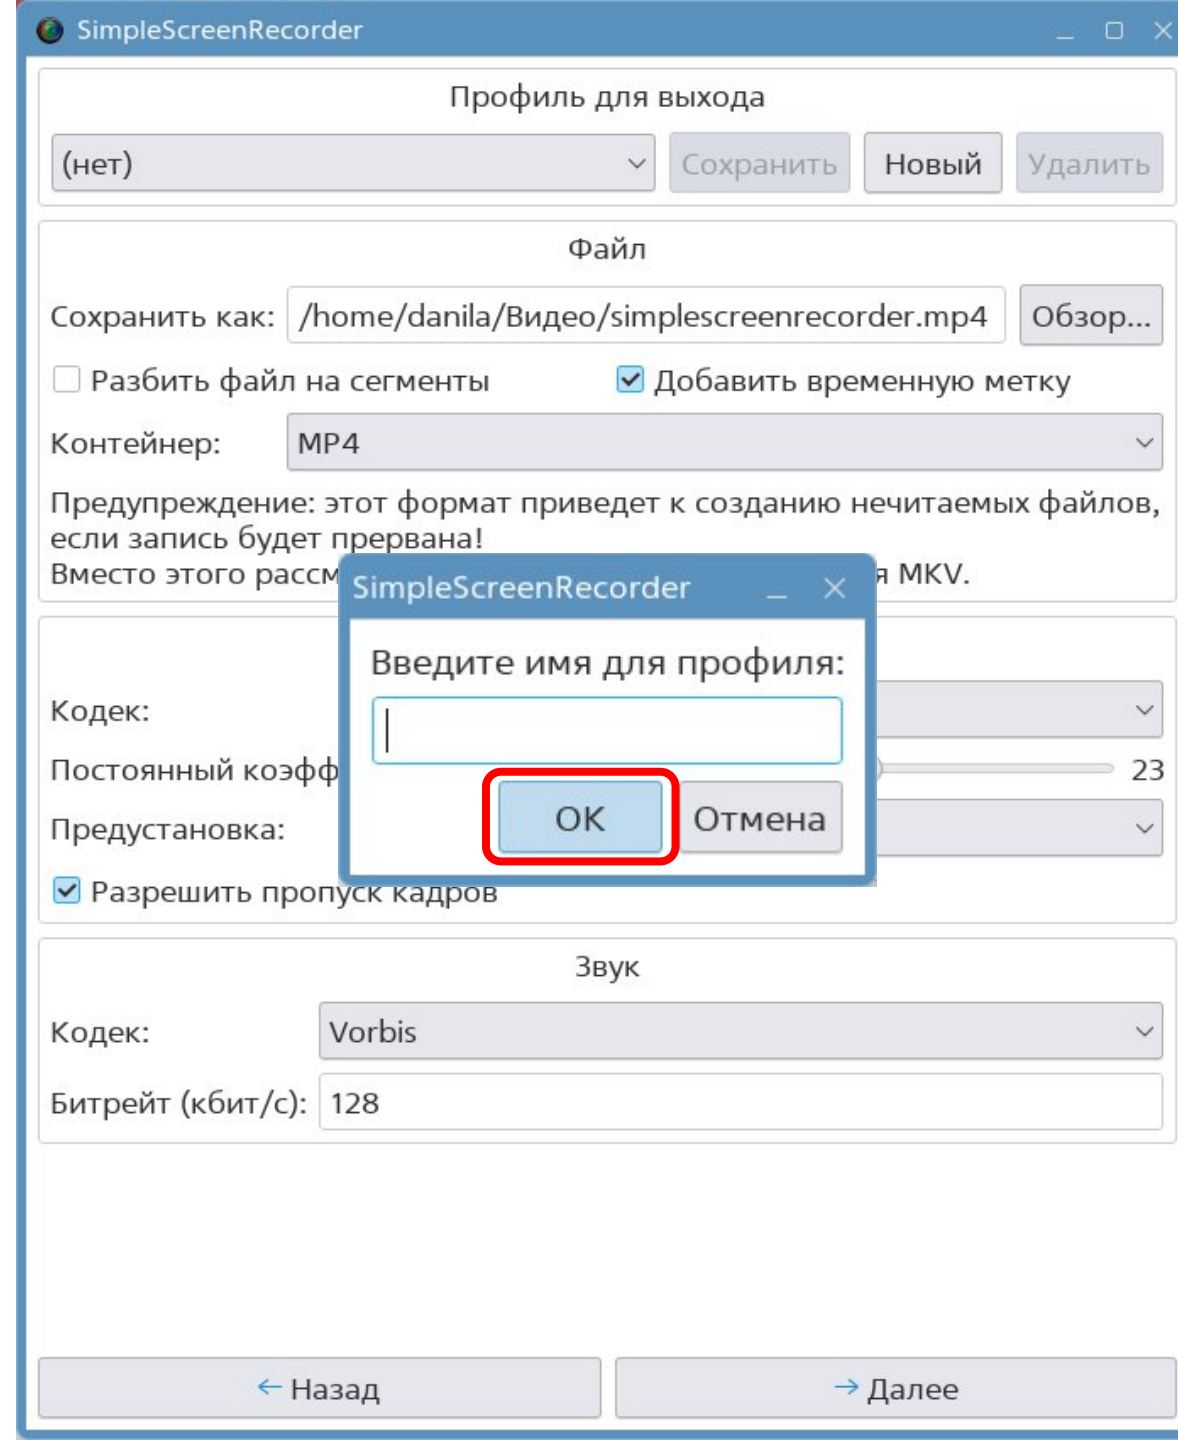 SimpleScreenRecorder
Профиль для выхода
(нет) Сохранить Новый Удалить
Файл
Сохранить как: /home/danila/Видео/simplescreenrecorder.mp4 Обзор...
Разбить файл на сегменты Добавить временную метку
Контейнер: MP4
Предупреждение: этот формат приведет к созданию нечитаемых файлов,
если запись будет прервана!
Вместо этого рассм я MKV.
SimpleScreenRecorder
Введите имя для профиля:
OK Отмена
Кодек:
Постоянный коэфф 23
Предустановка:
Разрешить пропуск кадров
Звук
Кодек: Vorbis
Битрейт (кбит/с): 128
← Назад → Далее